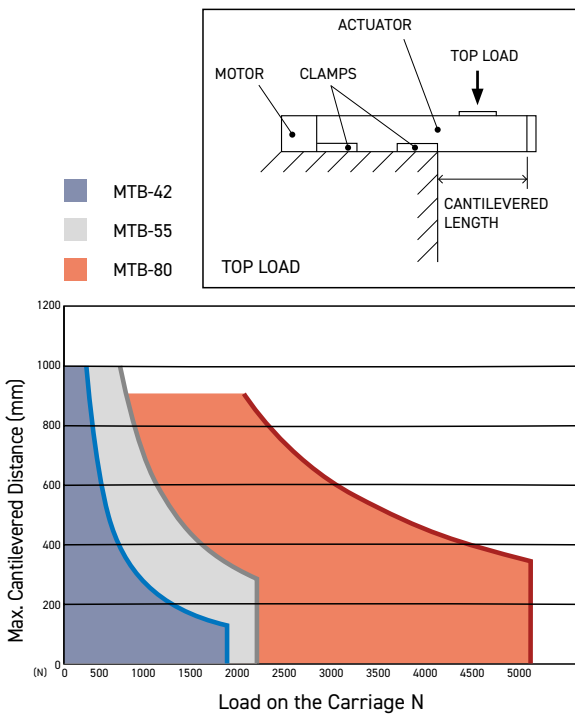 ACTUATOR
TOP LOAD
MOTOR
CLAMPS
CANTILEVERED
LENGTH
TOP LOAD
MTB-42
MTB-55
MTB-80
Max. Cantilevered Distance (mm)
1200
1000
800
600
400
200
0
(N) 0 500 1000 1500 2000 2500 3000 3500 4000 4500 5000
Load on the Carriage N